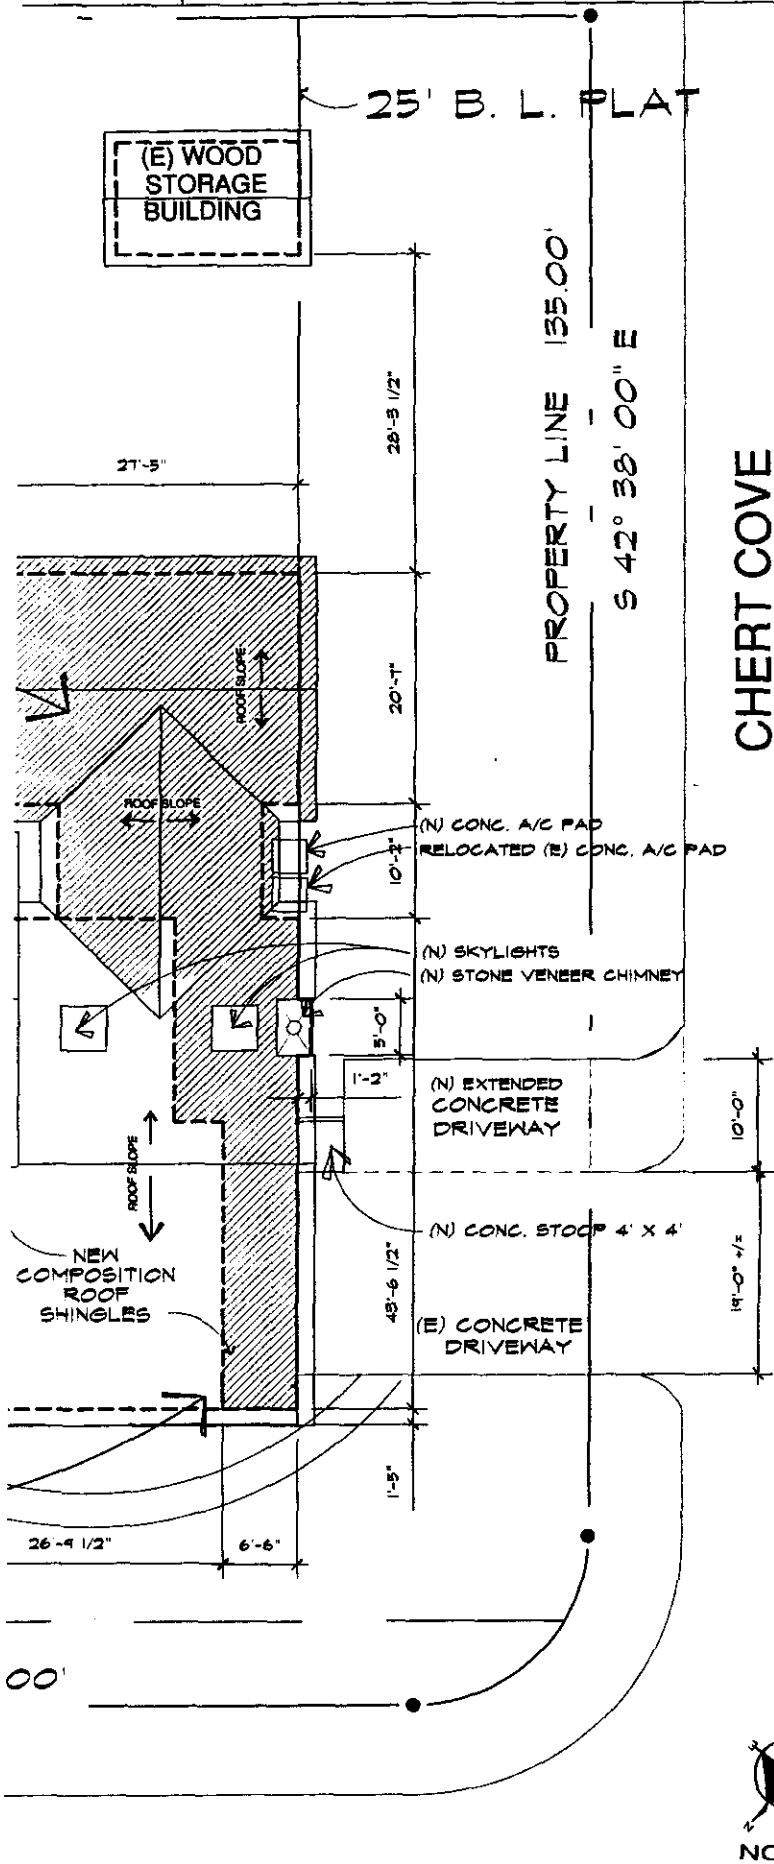 25' B. L. PLAT
(E) WOOD
STORAGE
BUILDING
PROPERTY LINE 135.00'
S 42° 38' 00" E
CHERT COVE
28'-3 1/2"
27'-5"
20'-7"
ROOF SLOPE
ROOF SLOPE
10'-2"
(N) CONC. A/C PAD
RELOCATED (E) CONC. A/C PAD
(N) SKYLIGHTS
(N) STONE VENEER CHIMNEY
5'-0"
1'-2"
(N) EXTENDED
CONCRETE
DRIVEWAY
10'-0"
ROOF SLOPE
(N) CONC. STOOP 4' X 4'
NEW
COMPOSITION
ROOF
SHINGLES
43'-6 1/2"
19'-0" +/=
(E) CONCRETE
DRIVEWAY
1'-5"
26'-9 1/2"
6'-6"
00'
N